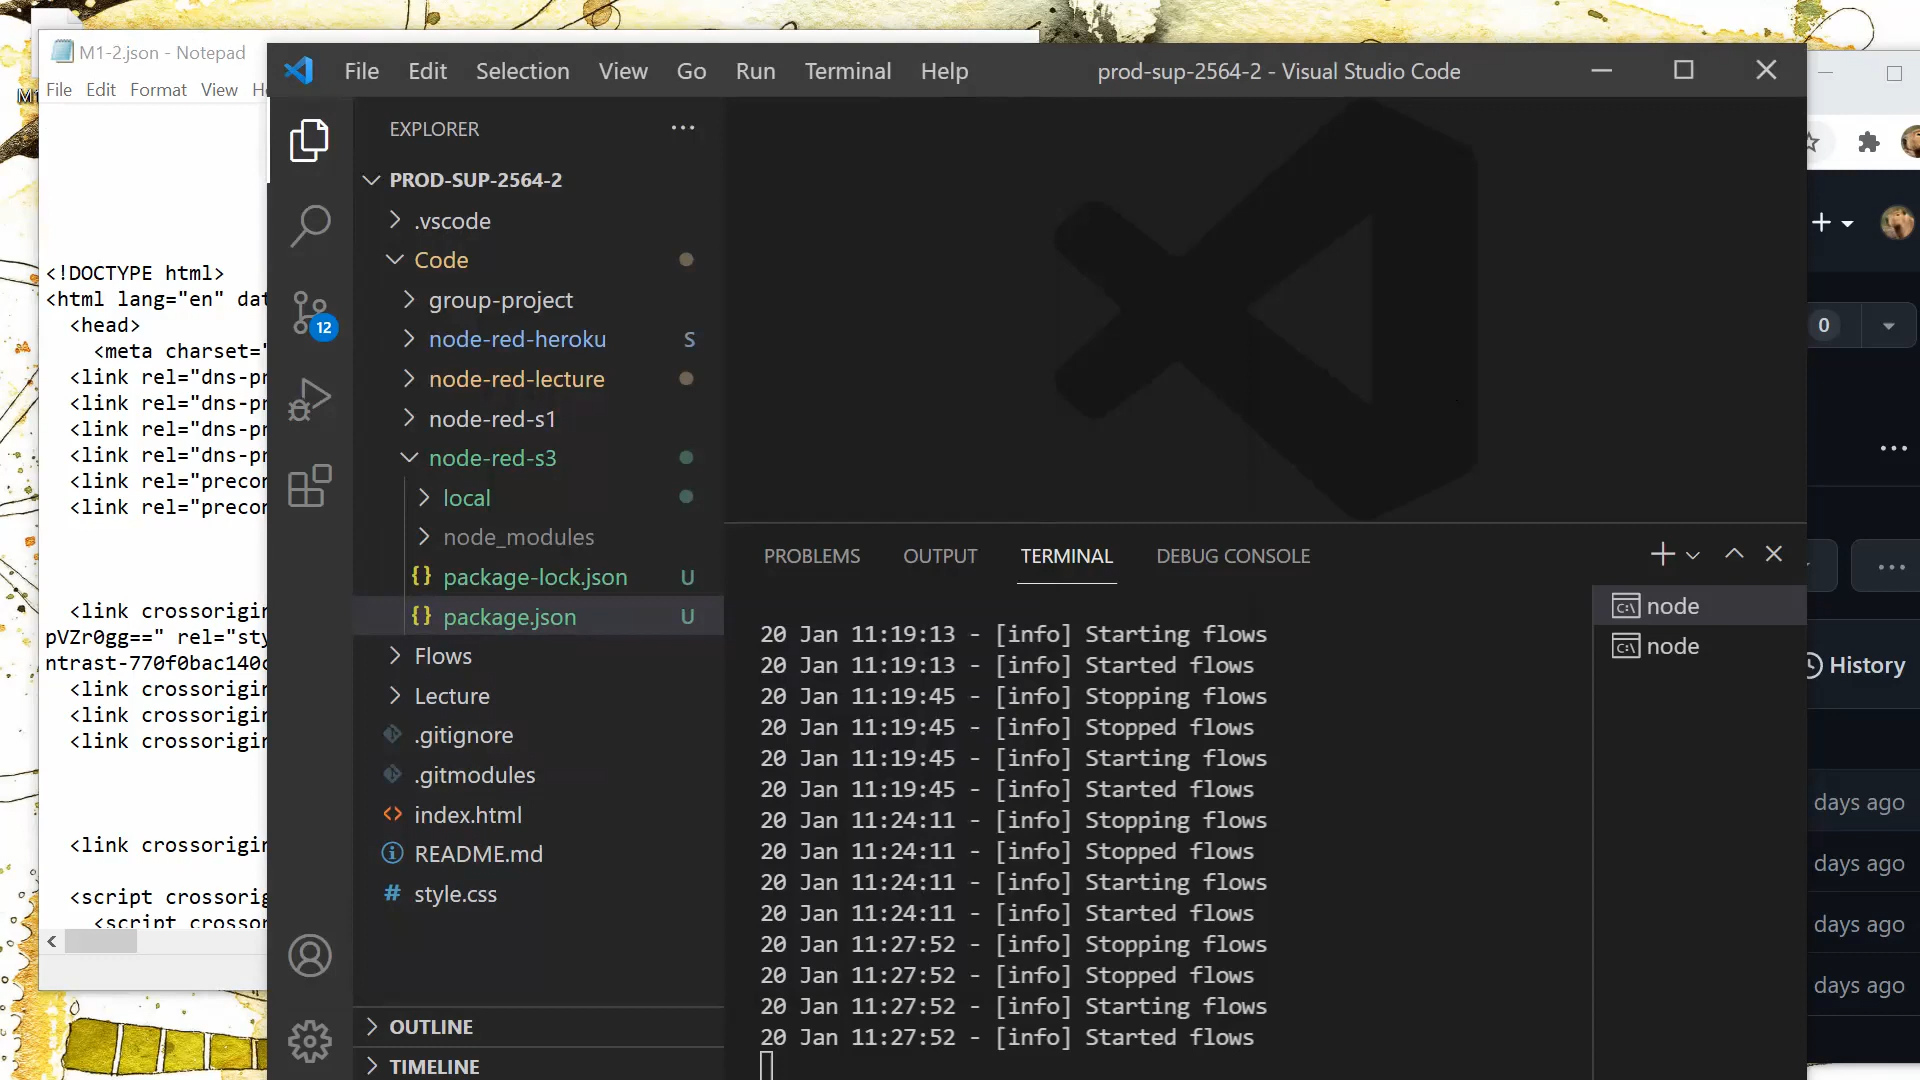 M1-2.json - Notepad
File Edit Format View
<!DOCTYPE html>
<html lang="en" dat
<head>
<meta charset="
<link rel="dns-pr
<link rel="dns-pr
<link rel="dns-pr
<link rel="dns-pr
<link rel="precor
<link rel="precor
<link crossorigir
pVZr0gg==" rel="sty
ntrast-770f0bac140c
<link crossorigir
<link crossorigir
<link crossorigir
<link crossorigir
<script crossorig
<script crossor
File Edit Selection View Go Run Terminal Help
prod-sup-2564-2 - Visual Studio Code
EXPLORER
PROD-SUP-2564-2
.vscode
Code
group-project
node-red-heroku S
node-red-lecture
node-red-s1
node-red-s3
local
node_modules
{} package-lock.json U
{} package.json U
Flows
Lecture
.gitignore
.gitmodules
<> index.html
README.md
# style.css
OUTLINE
TIMELINE
12
PROBLEMS OUTPUT TERMINAL DEBUG CONSOLE
20 Jan 11:19:13 - [info] Starting flows
20 Jan 11:19:13 - [info] Started flows
20 Jan 11:19:45 - [info] Stopping flows
20 Jan 11:19:45 - [info] Stopped flows
20 Jan 11:19:45 - [info] Starting flows
20 Jan 11:19:45 - [info] Started flows
20 Jan 11:24:11 - [info] Stopping flows
20 Jan 11:24:11 - [info] Stopped flows
20 Jan 11:24:11 - [info] Starting flows
20 Jan 11:24:11 - [info] Started flows
20 Jan 11:27:52 - [info] Stopping flows
20 Jan 11:27:52 - [info] Stopped flows
20 Jan 11:27:52 - [info] Starting flows
20 Jan 11:27:52 - [info] Started flows
node
node
0
History
days ago
days ago
days ago
days ago